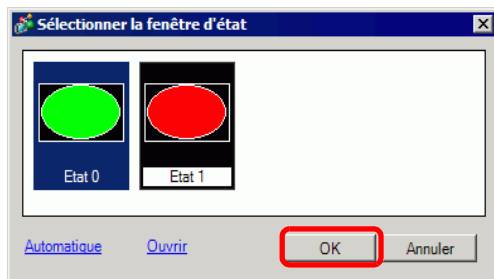 Sélectionner la fenêtre d'état
Etat 0 Etat 1
Automatique Ouvrir OK Annuler